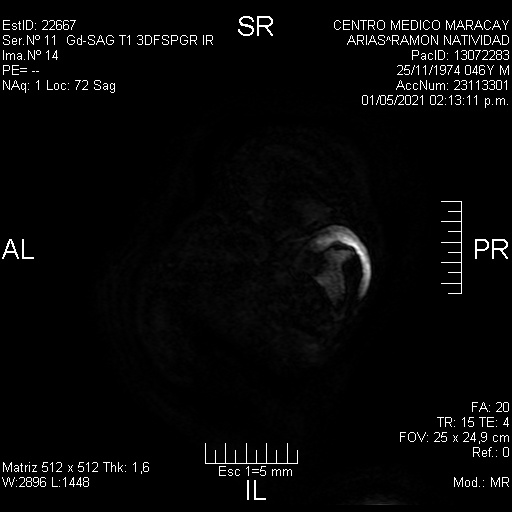 EstID: 22667
Ser.Nº 11 Gd-SAG T1 3DFSPGR IR
Ima.Nº 14
PE= --
NAq: 1 Loc: 72 Sag
SR
CENTRO MEDICO MARACAY
ARIAS^RAMON NATIVIDAD
PacID: 13072283
25/11/1974 046Y M
AccNum: 23113301
01/05/2021 02:13:11 p.m.
AL
PR
FA: 20
TR: 15 TE: 4
FOV: 25 x 24,9 cm
Ref.: 0
Matriz 512 x 512 Thk: 1,6
W:2896 L:1448
Esc 1=5 mm
IL
Mod.: MR